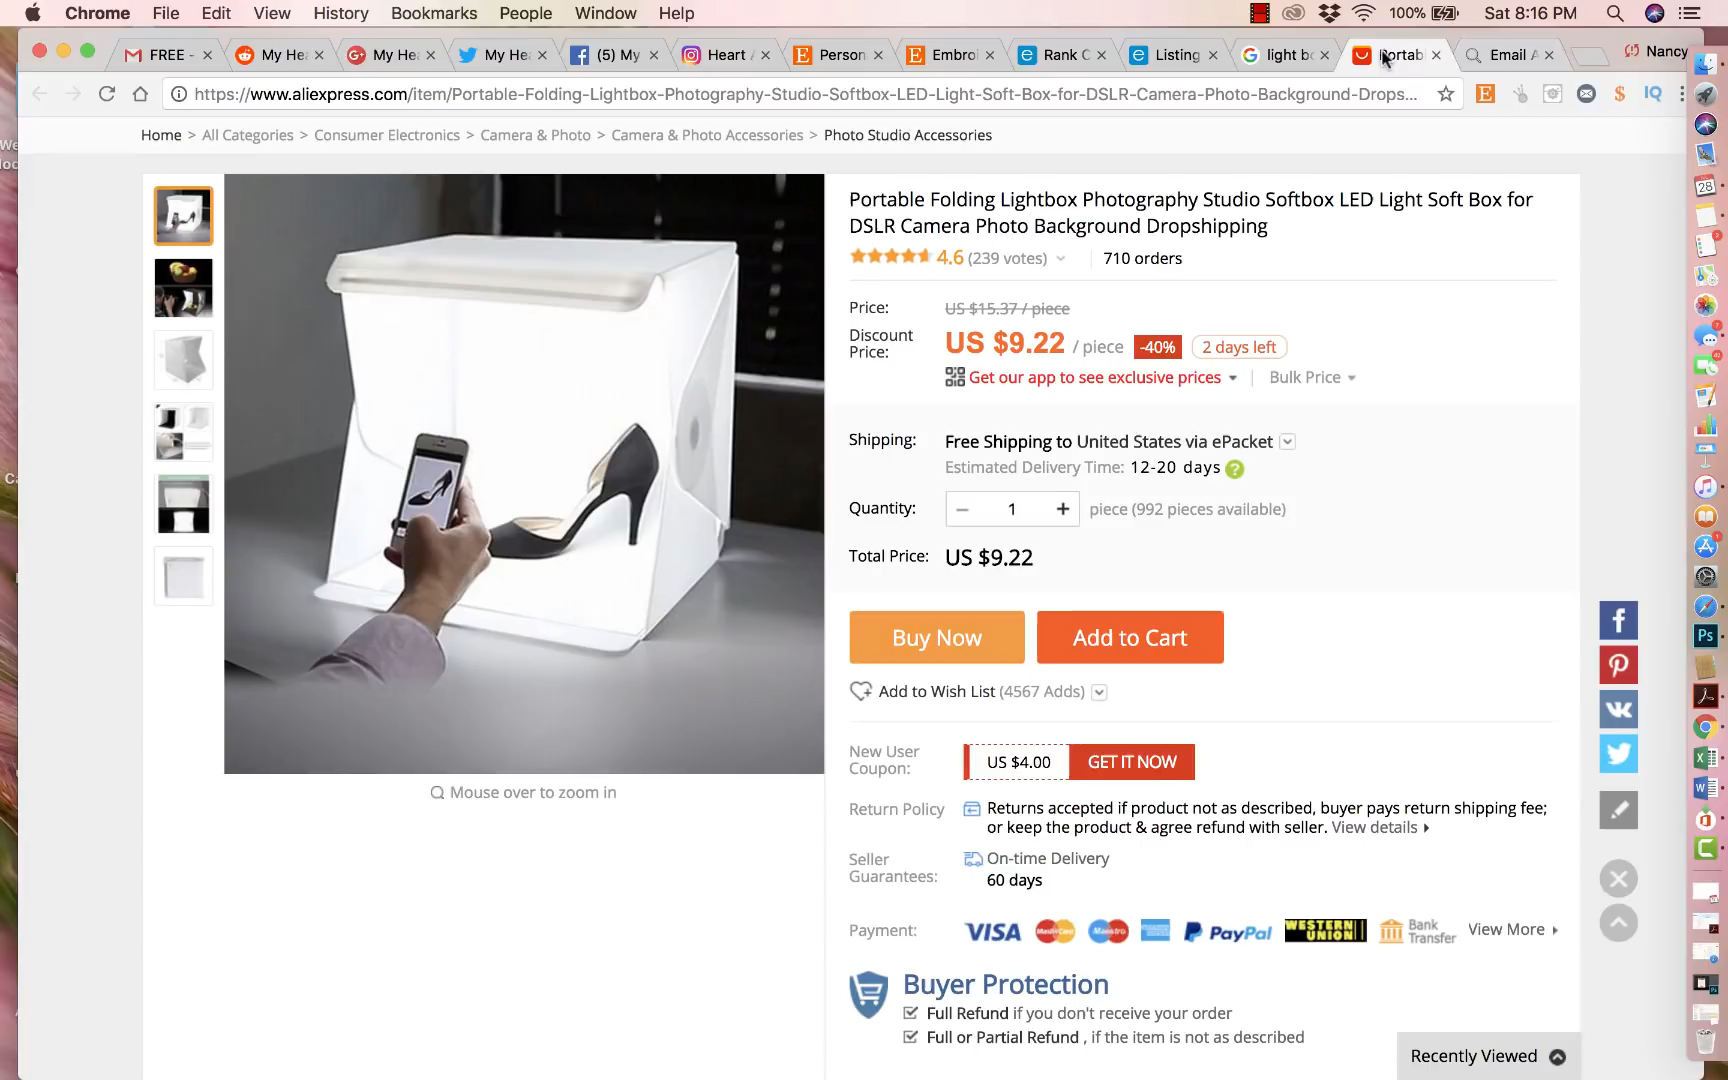 Chrome File Edit View History Bookmarks People Window Help 100% Sat 8:16 PM
FREE - My Hea My Hea My Hea (5) My Heart / Person Embroi Rank C Listing light bo Portab Email A Nancy
https://www.aliexpress.com/item/Portable-Folding-Lightbox-Photography-Studio-Softbox-LED-Light-Soft-Box-for-DSLR-Camera-Photo-Background-Drops...
Home > All Categories > Consumer Electronics > Camera & Photo > Camera & Photo Accessories > Photo Studio Accessories
Portable Folding Lightbox Photography Studio Softbox LED Light Soft Box for
DSLR Camera Photo Background Dropshipping
4.6 (239 votes) 710 orders
Price: US $15.37 / piece
Discount
Price: US $9.22 / piece -40% 2 days left
Get our app to see exclusive prices | Bulk Price
Shipping: Free Shipping to United States via ePacket
Estimated Delivery Time: 12-20 days ?
Quantity: − 1 + piece (992 pieces available)
Total Price: US $9.22
Buy Now Add to Cart
Add to Wish List (4567 Adds)
New User
Coupon: US $4.00 GET IT NOW
Return Policy Returns accepted if product not as described, buyer pays return shipping fee;
or keep the product & agree refund with seller. View details
Seller
Guarantees: On-time Delivery
60 days
Payment: VISA MasterCard Maestro PayPal WESTERN UNION Bank Transfer View More
Buyer Protection
Full Refund if you don't receive your order
Full or Partial Refund , if the item is not as described
Mouse over to zoom in
Recently Viewed